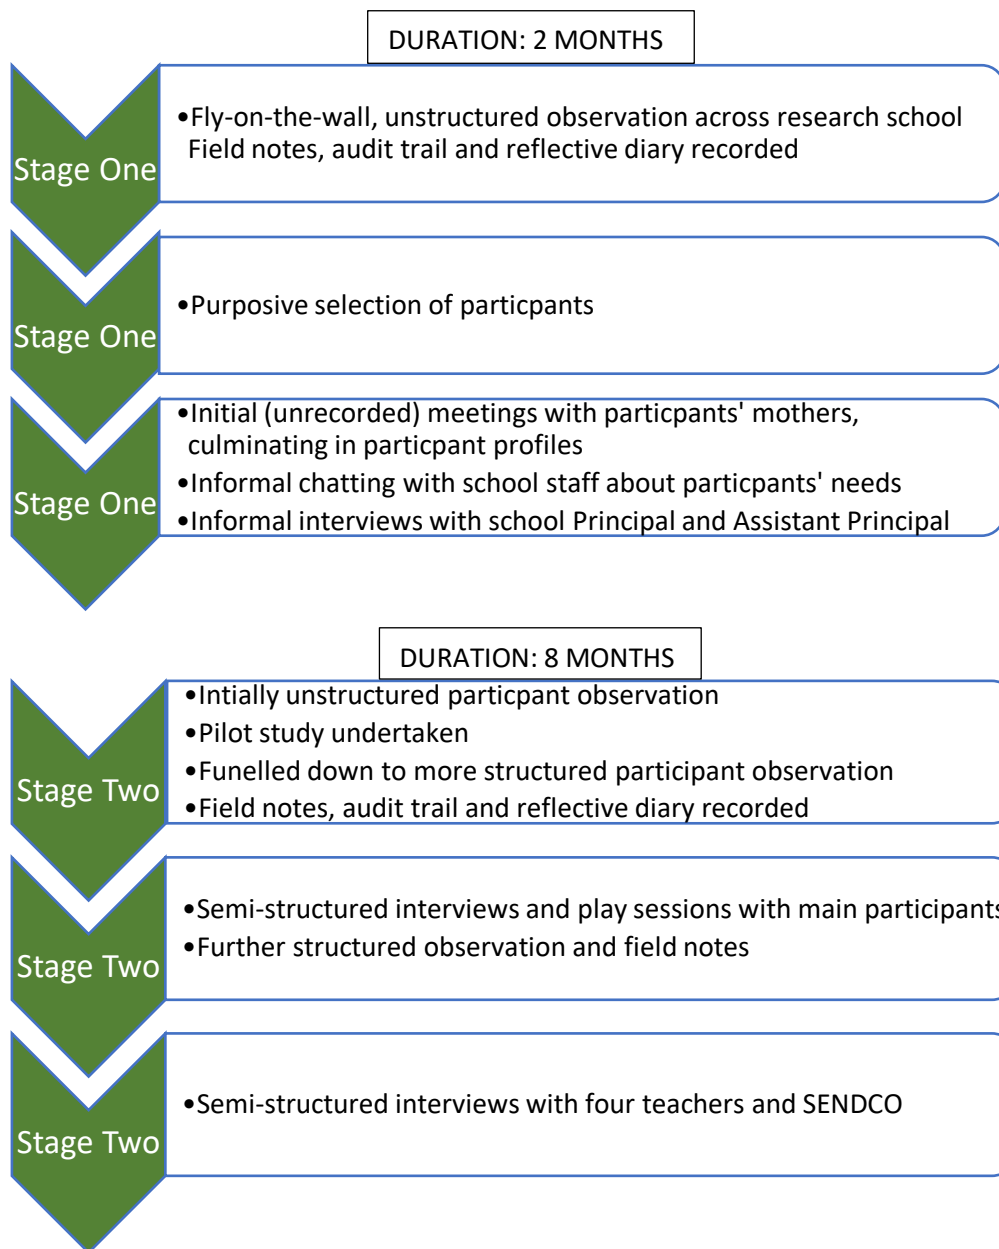 DURATION: 2 MONTHS
Stage One
•Fly-on-the-wall, unstructured observation across research school
Field notes, audit trail and reflective diary recorded
Stage One
•Purposive selection of particpants
Stage One
•Initial (unrecorded) meetings with particpants' mothers,
culminating in particpant profiles
•Informal chatting with school staff about particpants' needs
•Informal interviews with school Principal and Assistant Principal
DURATION: 8 MONTHS
Stage Two
•Intially unstructured particpant observation
•Pilot study undertaken
•Funelled down to more structured participant observation
•Field notes, audit trail and reflective diary recorded
Stage Two
•Semi-structured interviews and play sessions with main participants
•Further structured observation and field notes
Stage Two
•Semi-structured interviews with four teachers and SENDCO